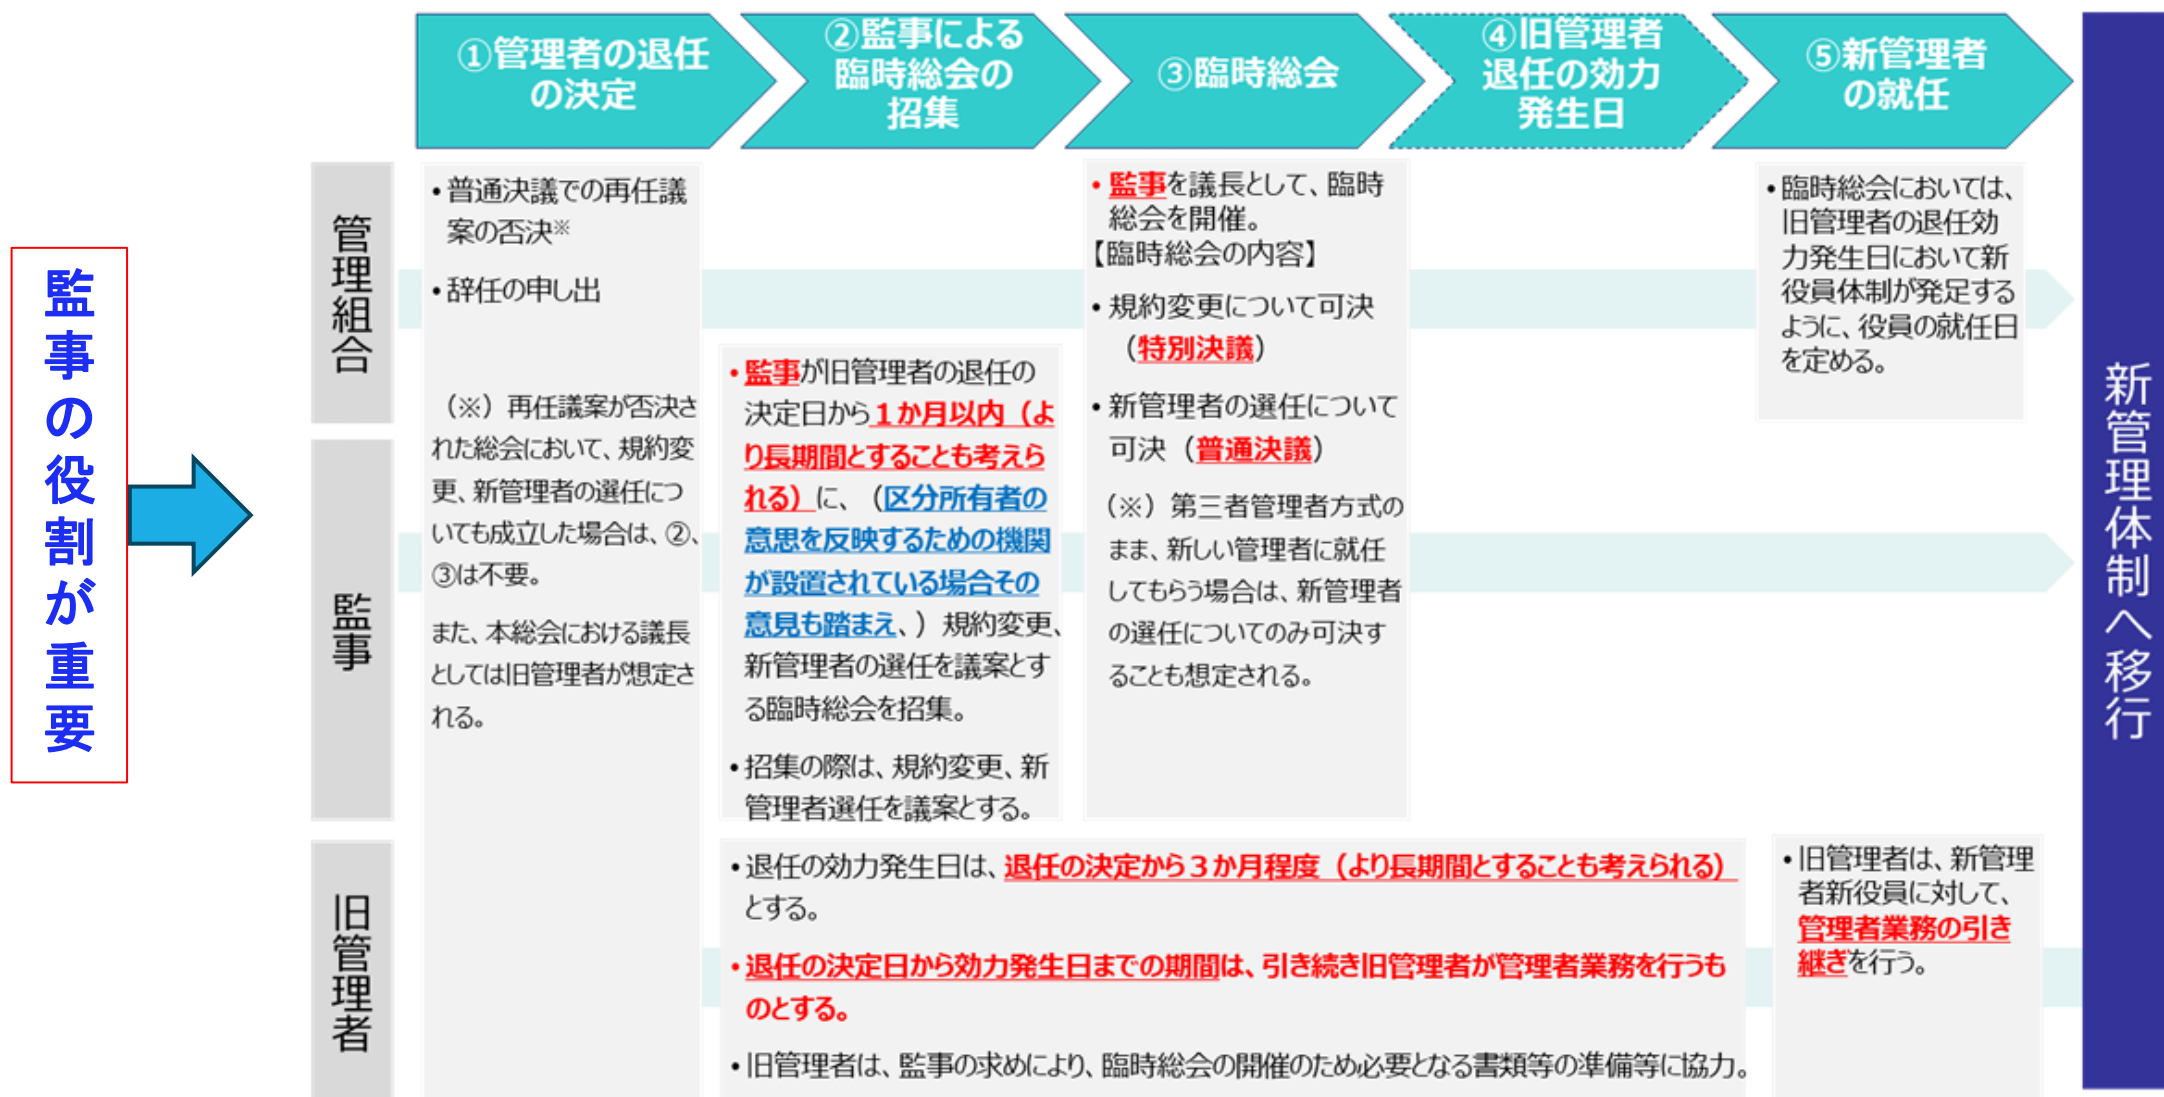 監事の役割が重要
①管理者の退任
の決定
②監事による
臨時総会の
招集
③臨時総会
④旧管理者
退任の効力
発生日
⑤新管理者
の就任
新管理体制へ移行
管理組合
監事
旧管理者
•普通決議での再任議
案の否決※
•辞任の申し出
（※）再任議案が否決さ
れた総会において、規約変
更、新管理者の選任につ
いても成立した場合は、②、
③は不要。
また、本総会における議長
としては旧管理者が想定さ
れる。
•監事が旧管理者の退任の
決定日から１か月以内（よ
り長期間とすることも考えら
れる）に、（区分所有者の
意思を反映するための機関
が設置されている場合その
意見も踏まえ、）規約変更、
新管理者の選任を議案とす
る臨時総会を招集。
•招集の際は、規約変更、新
管理者選任を議案とする。
•監事を議長として、臨時
総会を開催。
【臨時総会の内容】
•規約変更について可決
（特別決議）
•新管理者の選任について
可決（普通決議）
（※）第三者管理者方式の
まま、新しい管理者に就任
してもらう場合は、新管理者
の選任についてのみ可決す
ることも想定される。
•臨時総会においては、
旧管理者の退任効
力発生日において新
役員体制が発足する
ように、役員の就任日
を定める。
•退任の効力発生日は、退任の決定から３か月程度（より長期間とすることも考えられる）
とする。
•退任の決定日から効力発生日までの期間は、引き続き旧管理者が管理者業務を行うも
のとする。
•旧管理者は、監事の求めにより、臨時総会の開催のため必要となる書類等の準備等に協力。
•旧管理者は、新管理
者新役員に対して、
管理者業務の引き
継ぎを行う。